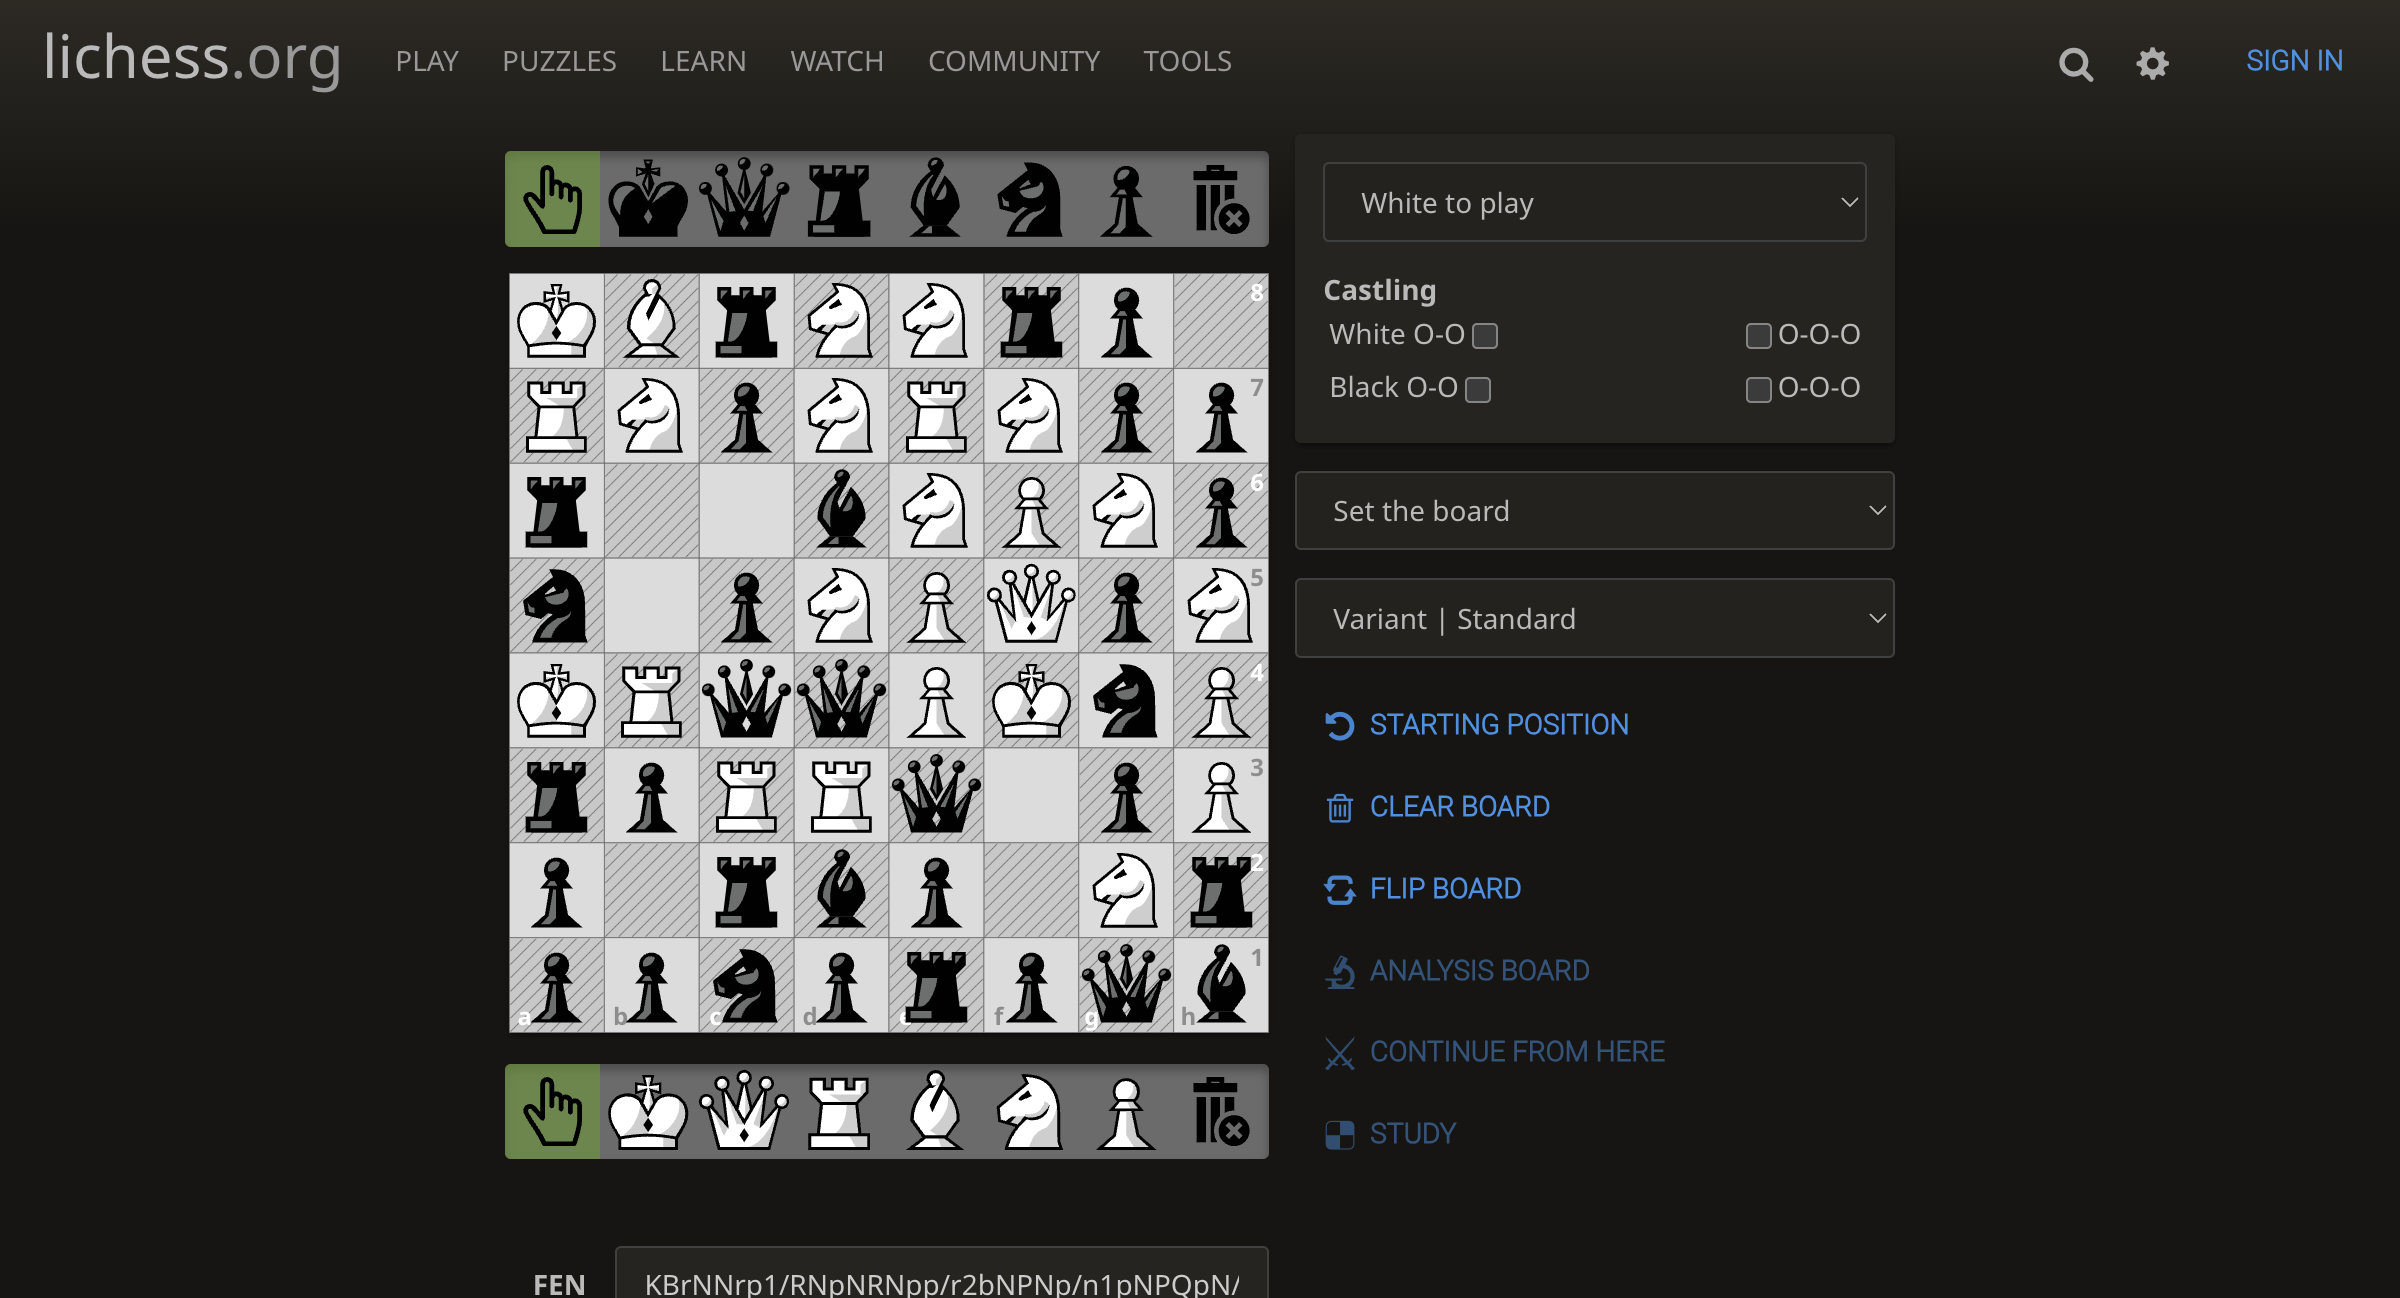 lichess.org PLAY PUZZLES LEARN WATCH COMMUNITY TOOLS SIGN IN
White to play
Castling
White O-O O-O-O
Black O-O O-O-O
Set the board
Variant | Standard
STARTING POSITION
CLEAR BOARD
FLIP BOARD
ANALYSIS BOARD
CONTINUE FROM HERE
STUDY
8
7
6
5
4
3
2
1
a b c d e f g h
FEN KBrNNrp1/RNpNRNpp/r2bNPNp/n1pNPQpN/